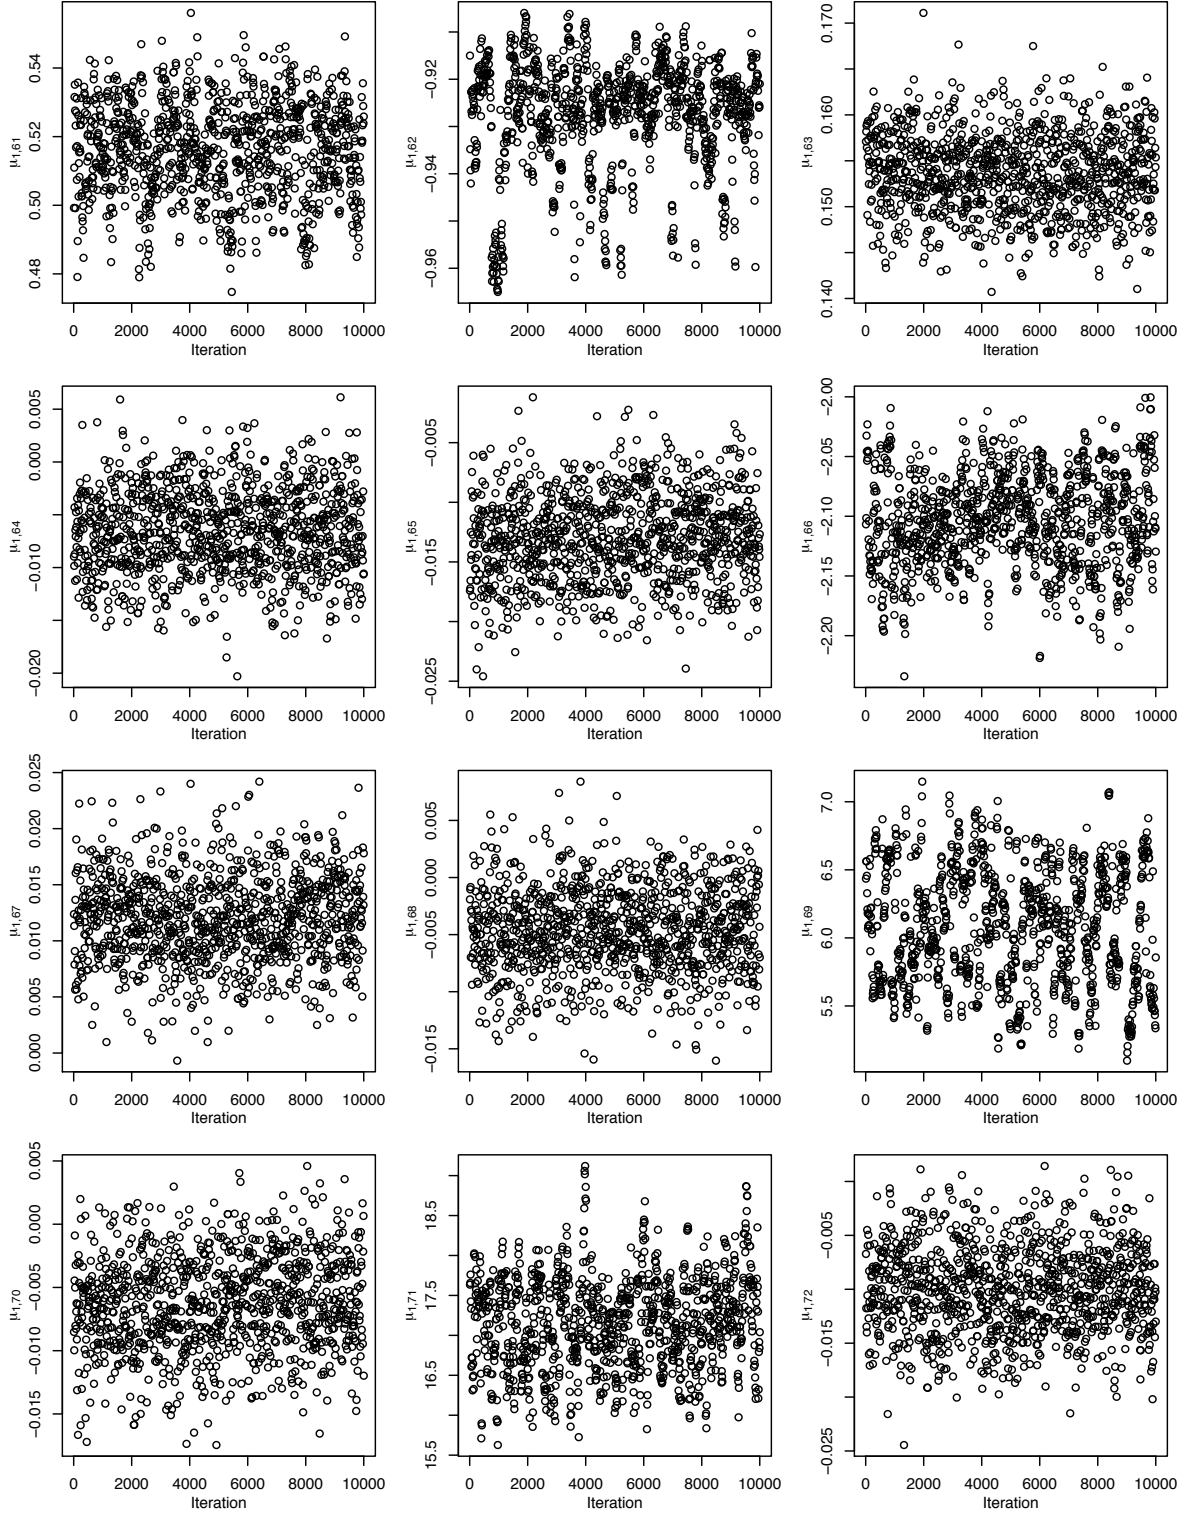 μ1,61
0.48 0.50 0.52 0.54
0 2000 4000 6000 8000 10000
Iteration
μ1,62
−0.96 −0.94 −0.92
0 2000 4000 6000 8000 10000
Iteration
μ1,63
0.140 0.150 0.160 0.170
0 2000 4000 6000 8000 10000
Iteration
μ1,64
−0.020 −0.010 0.000 0.005
0 2000 4000 6000 8000 10000
Iteration
μ1,65
−0.025 −0.015 −0.005
0 2000 4000 6000 8000 10000
Iteration
μ1,66
−2.20 −2.15 −2.10 −2.05 −2.00
0 2000 4000 6000 8000 10000
Iteration
μ1,67
0.000 0.005 0.010 0.015 0.020 0.025
0 2000 4000 6000 8000 10000
Iteration
μ1,68
−0.015 −0.005 0.000 0.005
0 2000 4000 6000 8000 10000
Iteration
μ1,69
5.5 6.0 6.5 7.0
0 2000 4000 6000 8000 10000
Iteration
μ1,70
−0.015 −0.010 −0.005 0.000 0.005
0 2000 4000 6000 8000 10000
Iteration
μ1,71
15.5 16.5 17.5 18.5
0 2000 4000 6000 8000 10000
Iteration
μ1,72
−0.025 −0.015 −0.005
0 2000 4000 6000 8000 10000
Iteration